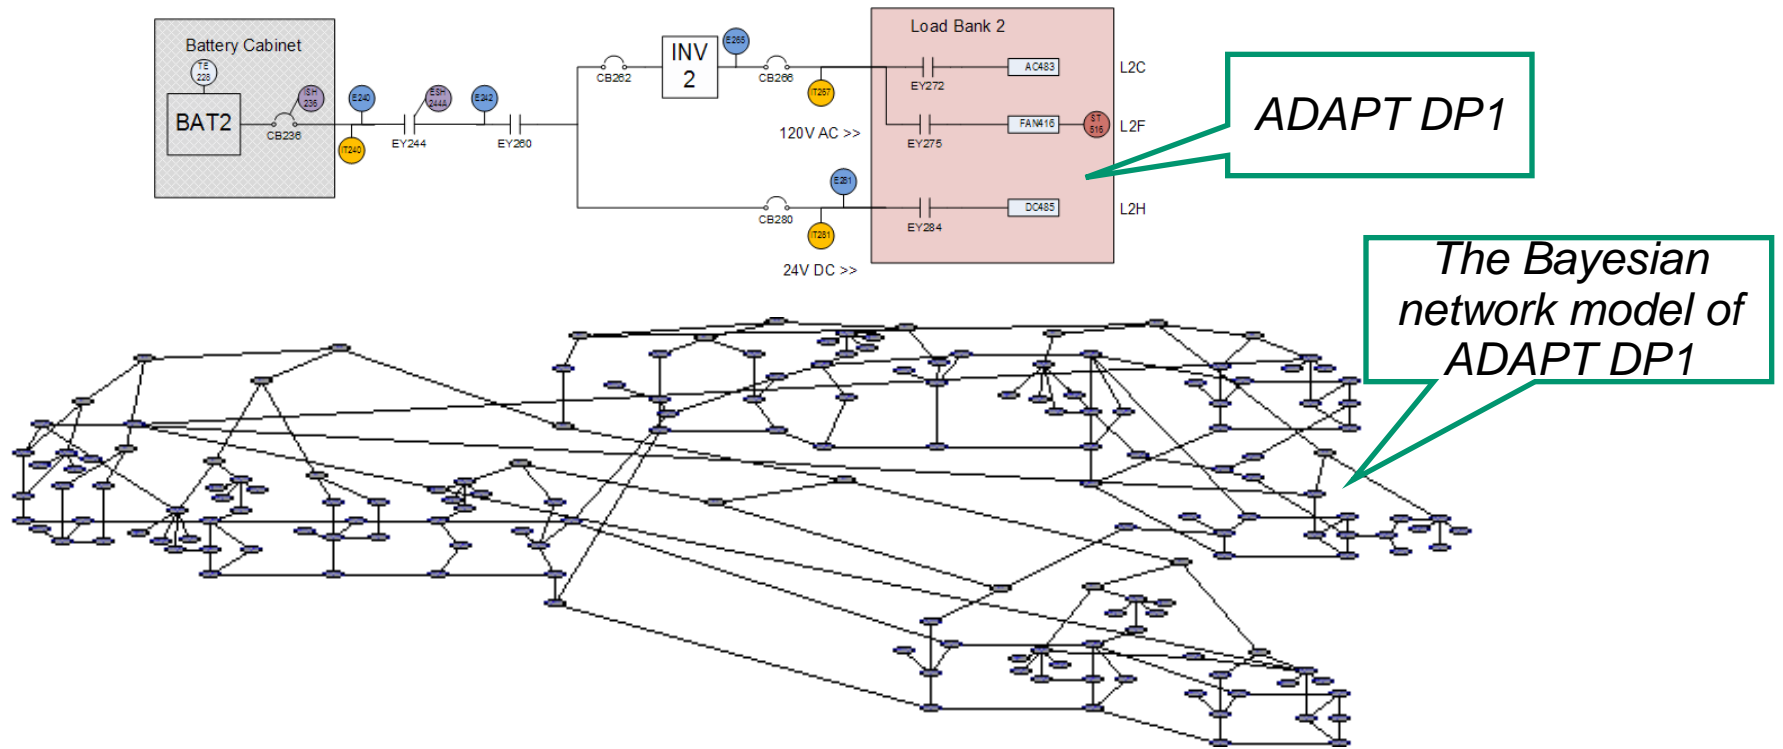 Battery Cabinet
TE
228
BAT2
CB236
ISH
236
E240
IT240
ESH
244A
EY244
E242
EY260
CB262
INV
2
E265
CB266
IT267
120V AC >>
Load Bank 2
EY272
AC483
L2C
EY275
FAN416
ST
516
L2F
CB280
E281
IT281
24V DC >>
EY284
DC485
L2H
ADAPT DP1
The Bayesian
network model of
ADAPT DP1